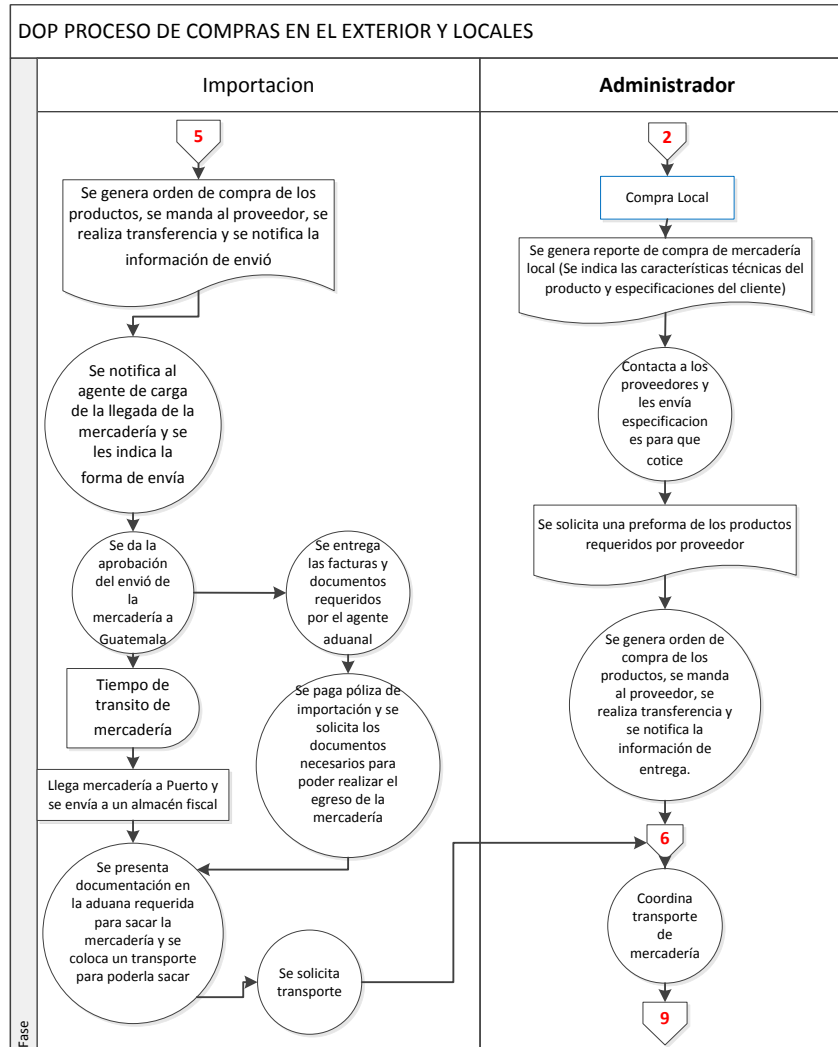 DOP PROCESO DE COMPRAS EN EL EXTERIOR Y LOCALES
Importacion
5
Se genera orden de compra de los
productos, se manda al proveedor, se
realiza transferencia y se notifica la
información de envió
Se notifica al
agente de carga
de la llegada de la
mercadería y se
les indica la
forma de envía
Se da la
aprobación
del envió de
la
mercadería a
Guatemala
Se entrega
las facturas y
documentos
requeridos
por el agente
aduanal
Tiempo de
transito de
mercadería
Se paga póliza de
importación y se
solicita los
documentos
necesarios para
poder realizar el
egreso de la
mercadería
Llega mercadería a Puerto y
se envía a un almacén fiscal
Se presenta
documentación en
la aduana requerida
para sacar la
mercadería y se
coloca un transporte
para poderla sacar
Se solicita
transporte
Administrador
2
Compra Local
Se genera reporte de compra de mercadería
local (Se indica las características técnicas del
producto y especificaciones del cliente)
Contacta a los
proveedores y
les envía
especificacion
es para que
cotice
Se solicita una preforma de los productos
requeridos por proveedor
Se genera orden de
compra de los
productos, se manda
al proveedor, se
realiza transferencia y
se notifica la
información de
entrega.
6
Coordina
transporte
de
mercadería
9
Fase